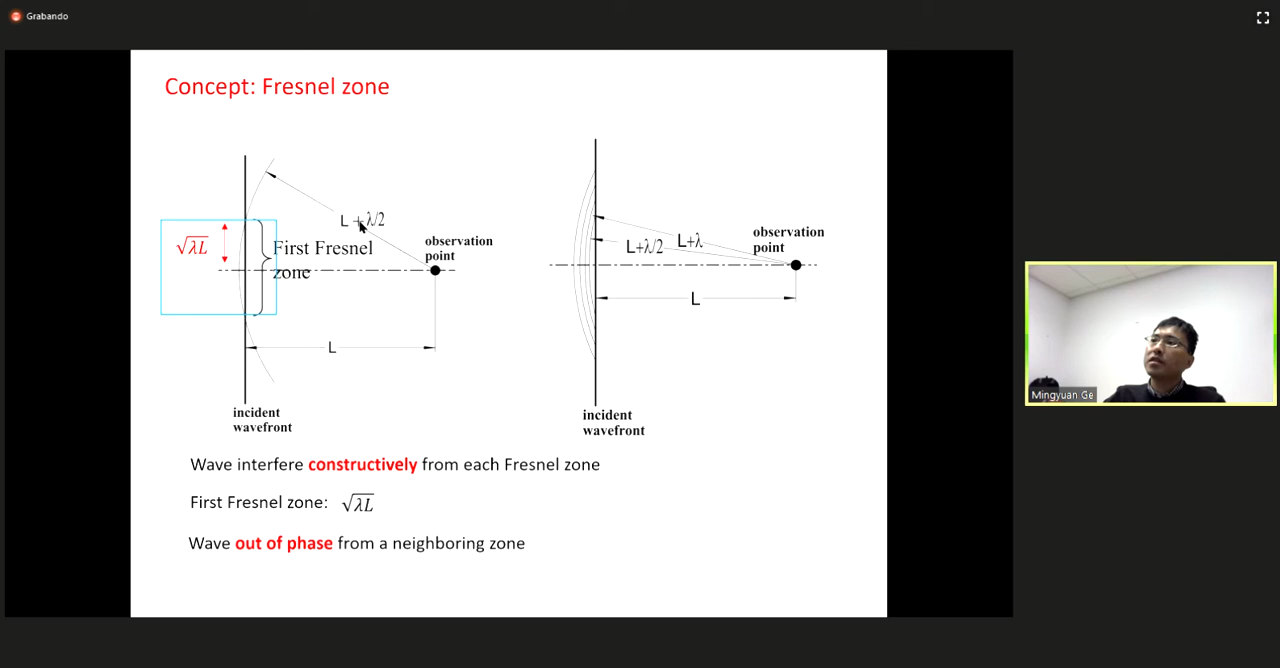 Grabando
Concept: Fresnel zone
L + λ/2
√λL
First Fresnel
zone
observation
point
L
incident
wavefront
observation
point
L+λ/2
L+λ
L
incident
wavefront
Wave interfere constructively from each Fresnel zone
First Fresnel zone: √λL
Wave out of phase from a neighboring zone
Mingyuan Ge